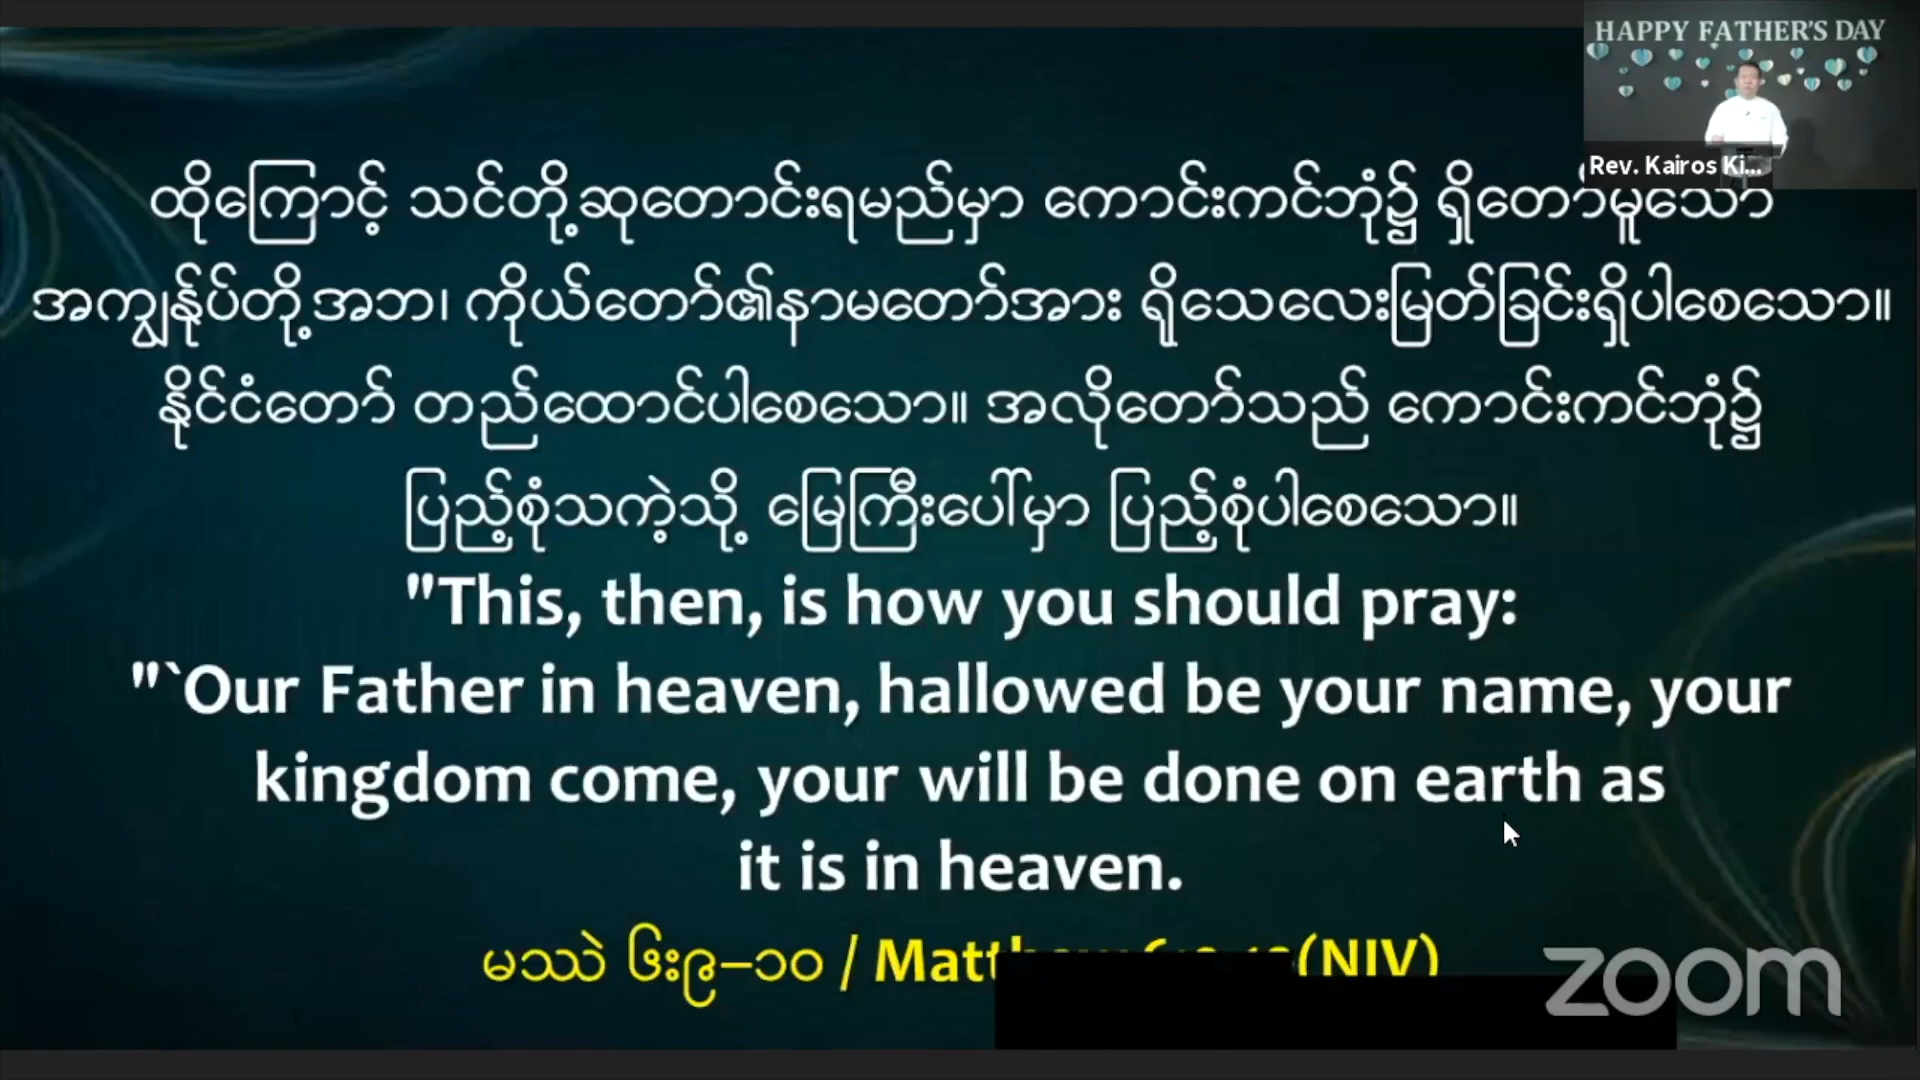 HAPPY FATHER'S DAY
Rev. Kairos Ki...
ထို့ကြောင့် သင်တို့ဆုတောင်းရမည်မှာ ကောင်းကင်ဘုံ၌ ရှိတော်မူသော
အကျွန်ုပ်တို့အဘ၊ ကိုယ်တော်၏နာမတော်အား ရိုသေလေးမြတ်ခြင်းရှိပါစေသော။
နိုင်ငံတော် တည်ထောင်ပါစေသော။ အလိုတော်သည် ကောင်းကင်ဘုံ၌
ပြည့်စုံသကဲ့သို့ မြေကြီးပေါ်မှာ ပြည့်စုံပါစေသော။
"This, then, is how you should pray:
"`Our Father in heaven, hallowed be your name, your
kingdom come, your will be done on earth as
it is in heaven.
မဿဲ ၆း၉–၁၀ / (NIV)
zoom